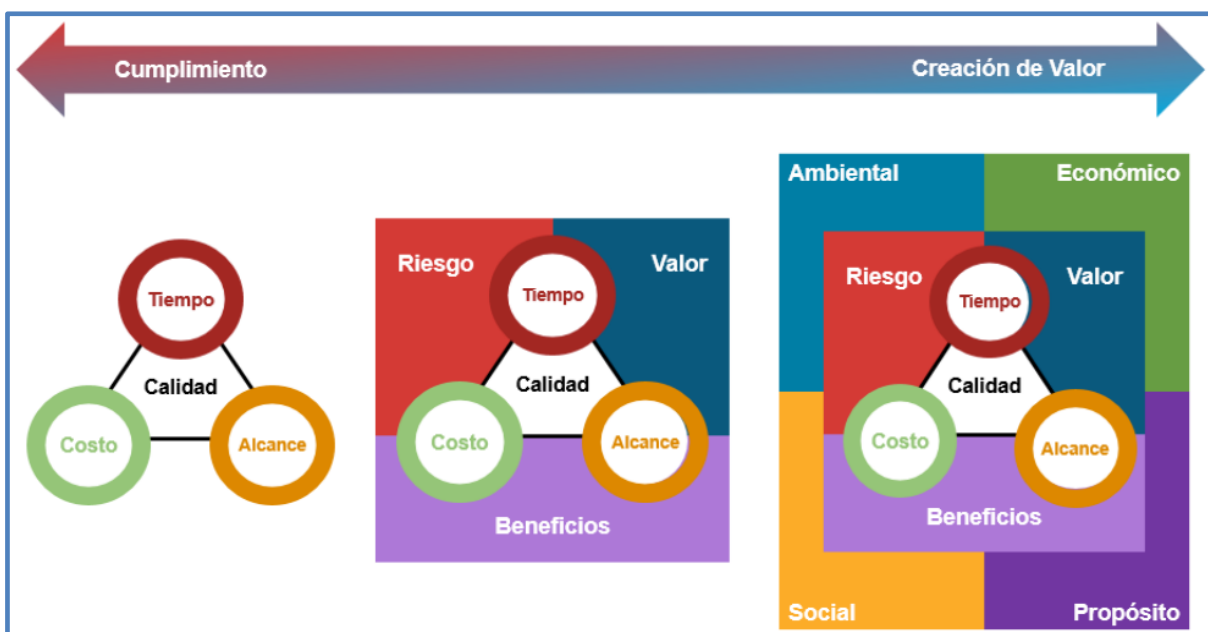 Cumplimiento
Creación de Valor
Tiempo
Calidad
Costo
Alcance
Riesgo
Valor
Tiempo
Calidad
Costo
Alcance
Beneficios
Ambiental
Económico
Riesgo
Valor
Tiempo
Calidad
Costo
Alcance
Beneficios
Social
Propósito